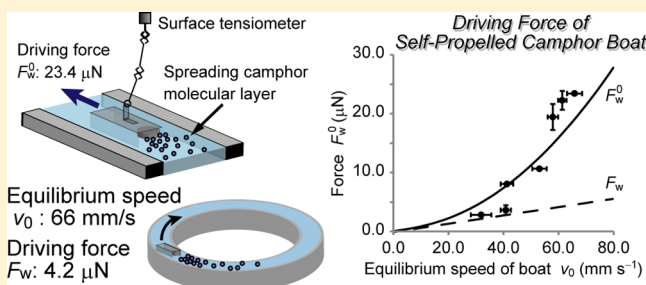 Surface tensiometer
Driving force
F⁰w: 23.4 µN
Spreading camphor
molecular layer
Equilibrium speed
v₀ : 66 mm/s
Driving force
Fw: 4.2 µN
Driving Force of
Self-Propelled Camphor Boat
30.0
20.0
10.0
0.0
Force F⁰w (µN)
F⁰w
Fw
0.0 20.0 40.0 60.0 80.0
Equilibrium speed of boat v₀ (mm s⁻¹)